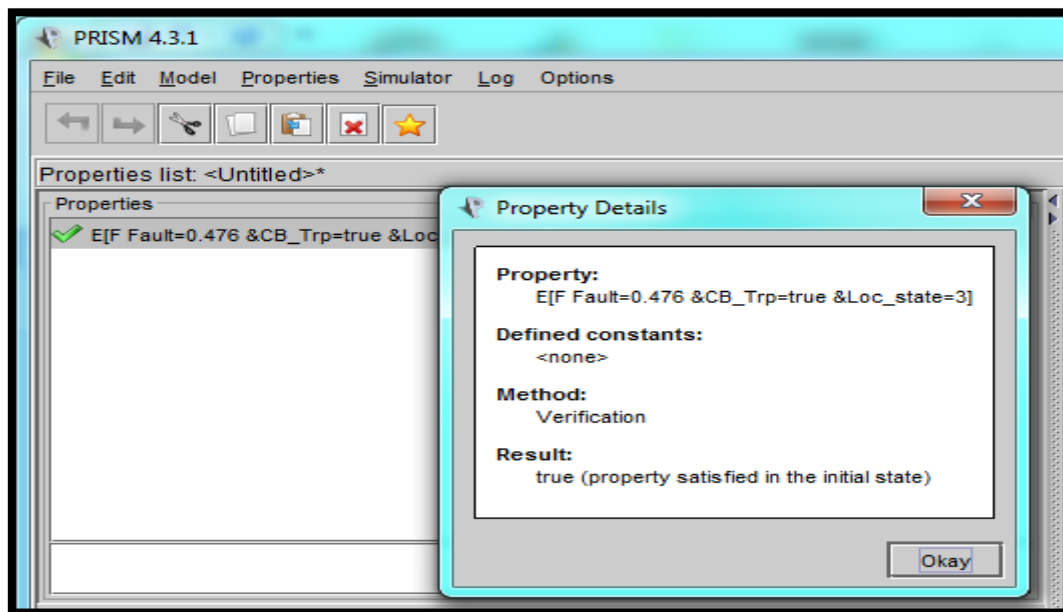 PRISM 4.3.1
File Edit Model Properties Simulator Log Options
Properties list: <Untitled>*
Properties
E[F Fault=0.476 &CB_Trp=true &Loc
Property Details
Property:
E[F Fault=0.476 &CB_Trp=true &Loc_state=3]
Defined constants:
<none>
Method:
Verification
Result:
true (property satisfied in the initial state)
Okay